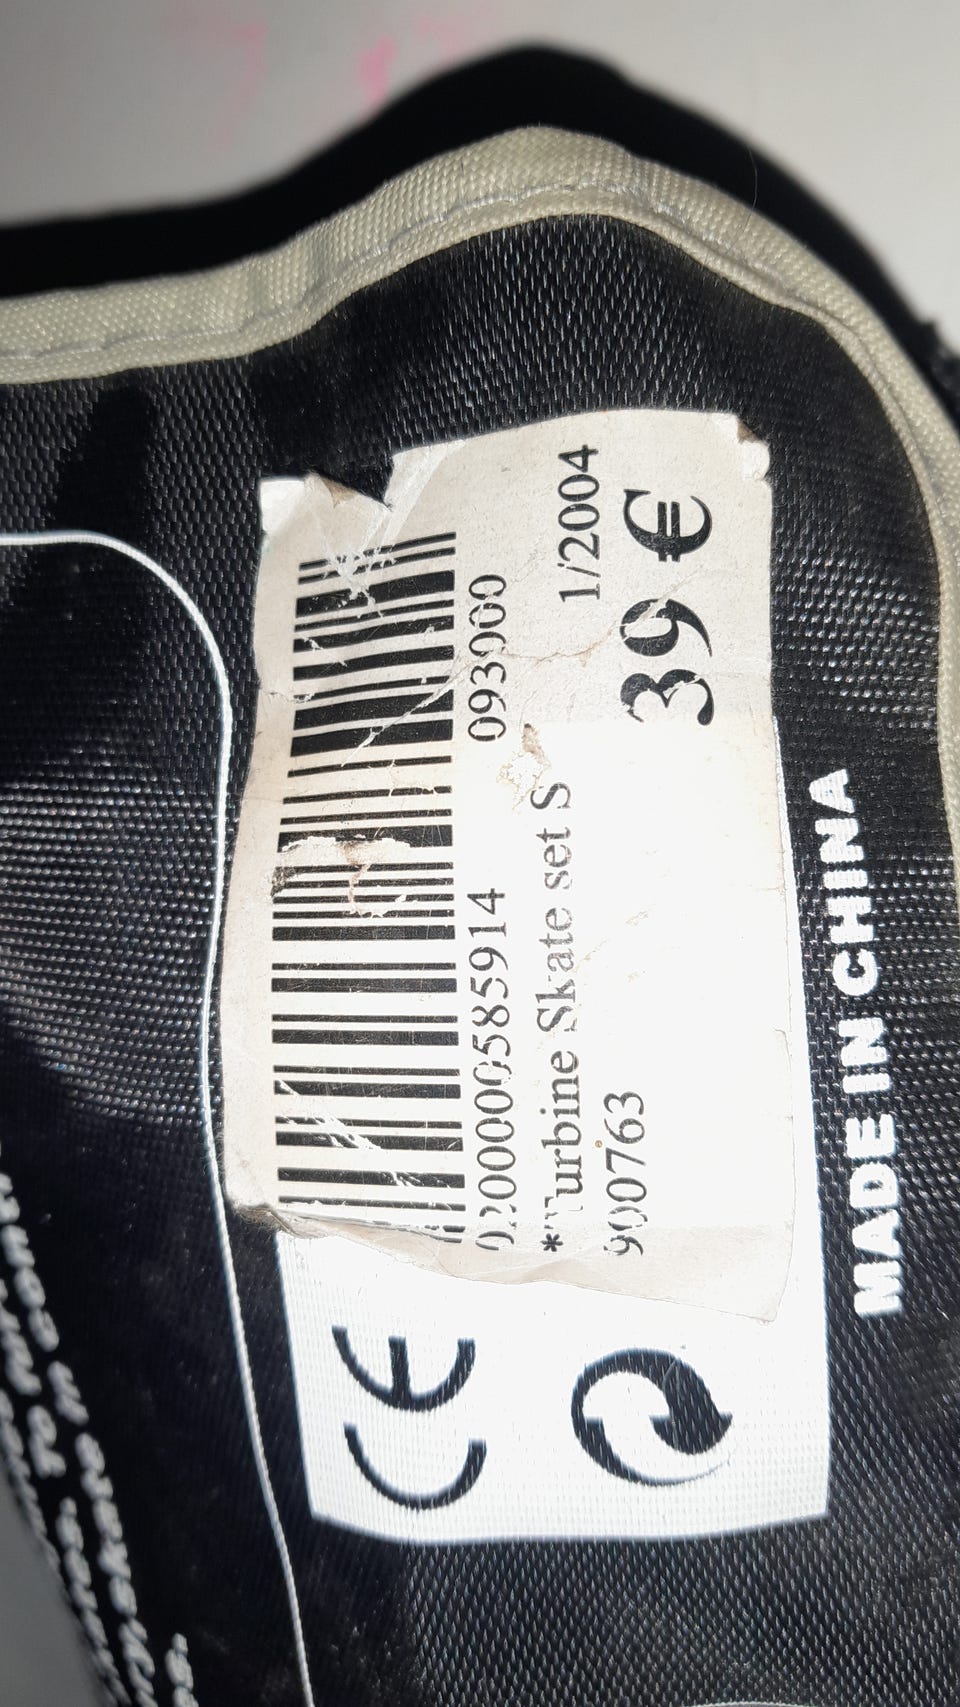 0200000585914 093000
*Turbine Skate set S 1/2004
900763 39 €
CE
MADE IN CHINA